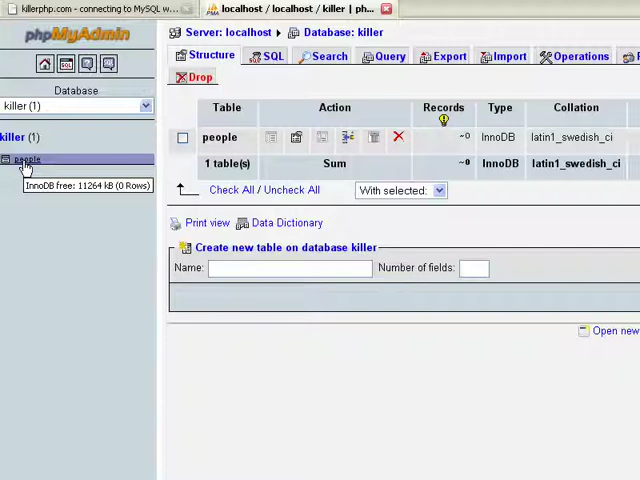 killerphp.com - connecting to MySQL w...
localhost / localhost / killer | ph...
phpMyAdmin
Database
killer (1)
killer (1)
people
InnoDB free: 11264 kB (0 Rows)
Server: localhost
Database: killer
Structure
SQL
Search
Query
Export
Import
Operations
Drop
Table
Action
Records
Type
Collation
people
~0
InnoDB
latin1_swedish_ci
1 table(s)
Sum
~0
InnoDB
latin1_swedish_ci
Check All / Uncheck All
With selected:
Print view
Data Dictionary
Create new table on database killer
Name:
Number of fields:
Open new